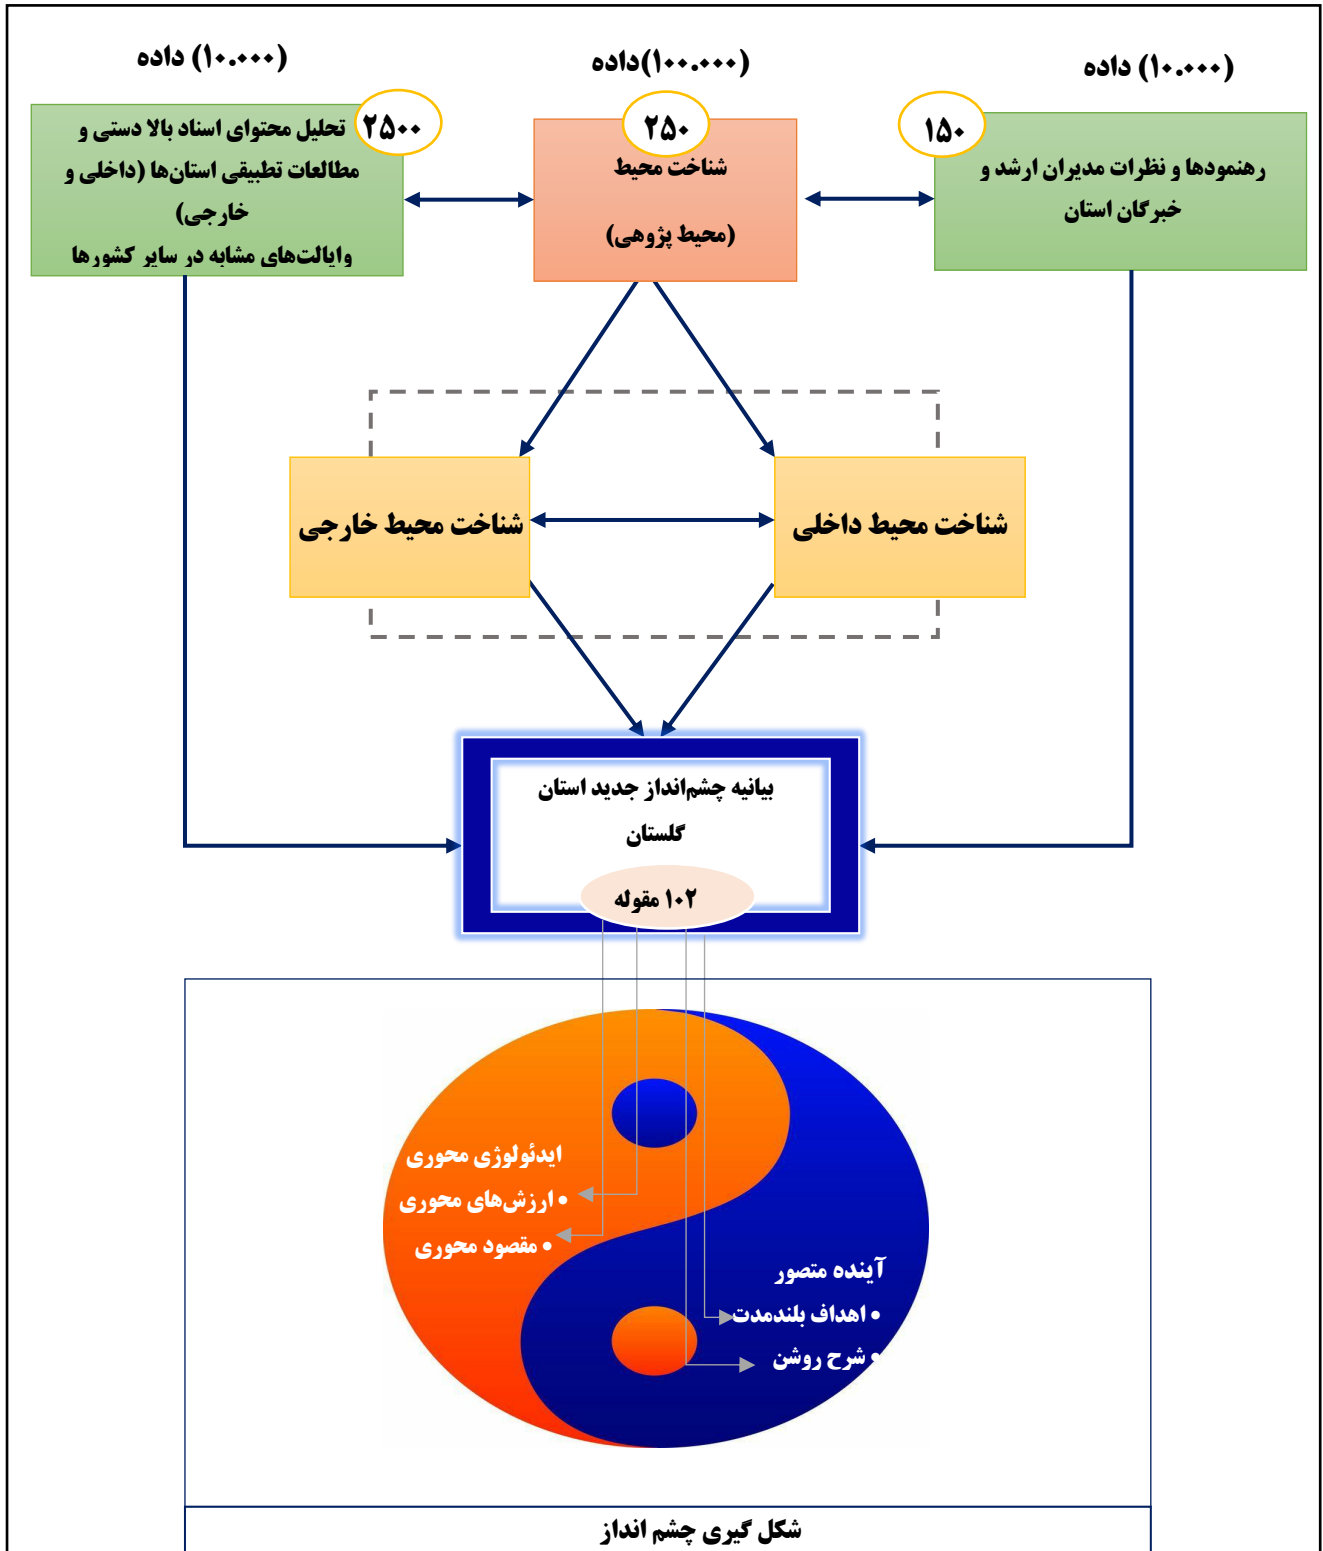 (۱۰.۰۰۰) داده
(۱۰۰.۰۰۰)داده
(۱۰.۰۰۰) داده
۱۵۰
رهنمودها و نظرات مدیران ارشد و
خبرگان استان
۲۵۰
شناخت محیط
(محیط پژوهی)
۲۵۰۰
تحلیل محتوای اسناد بالا دستی و
مطالعات تطبیقی استان‌ها (داخلی و
خارجی)
وایالت‌های مشابه در سایر کشورها
شناخت محیط داخلی
شناخت محیط خارجی
بیانیه چشم‌انداز جدید استان
گلستان
۱۰۲ مقوله
ایدئولوژی محوری
• ارزش‌های محوری
• مقصود محوری
آینده متصور
• اهداف بلندمدت
• شرح روشن
شکل گیری چشم انداز